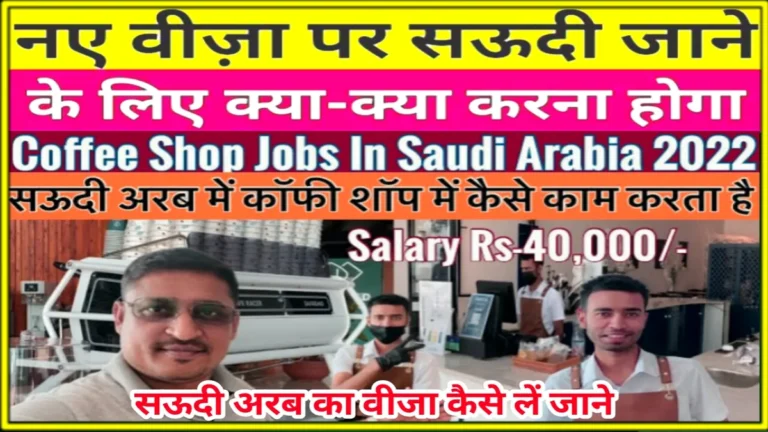 नए वीज़ा पर सऊदी जाने
के लिए क्या-क्या करना होगा
Coffee Shop Jobs In Saudi Arabia 2022
सऊदी अरब में कॉफी शॉप में कैसे काम करता है
Salary Rs-40,000/-
सऊदी अरब का वीजा कैसे लें जाने